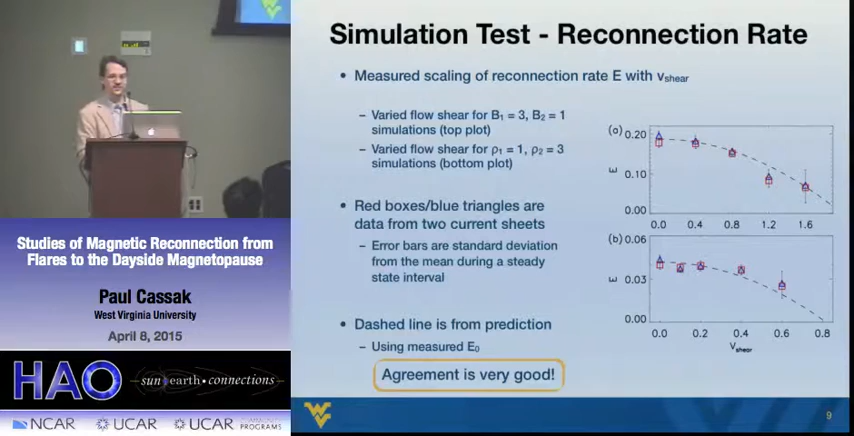 Simulation Test - Reconnection Rate
• Measured scaling of reconnection rate E with vshear
– Varied flow shear for B1 = 3, B2 = 1
simulations (top plot)
– Varied flow shear for ρ1 = 1, ρ2 = 3
simulations (bottom plot)
• Red boxes/blue triangles are
data from two current sheets
– Error bars are standard deviation
from the mean during a steady
state interval
• Dashed line is from prediction
– Using measured E0
Agreement is very good!
(a) 0.20
E 0.10
0.00
0.0 0.4 0.8 1.2 1.6
(b) 0.06
E 0.03
0.00
0.0 0.2 0.4 0.6 0.8
Vshear
9
Studies of Magnetic Reconnection from
Flares to the Dayside Magnetopause
Paul Cassak
West Virginia University
April 8, 2015
HAO sun earth • connections
NCAR UCAR UCAR
PROGRAMS